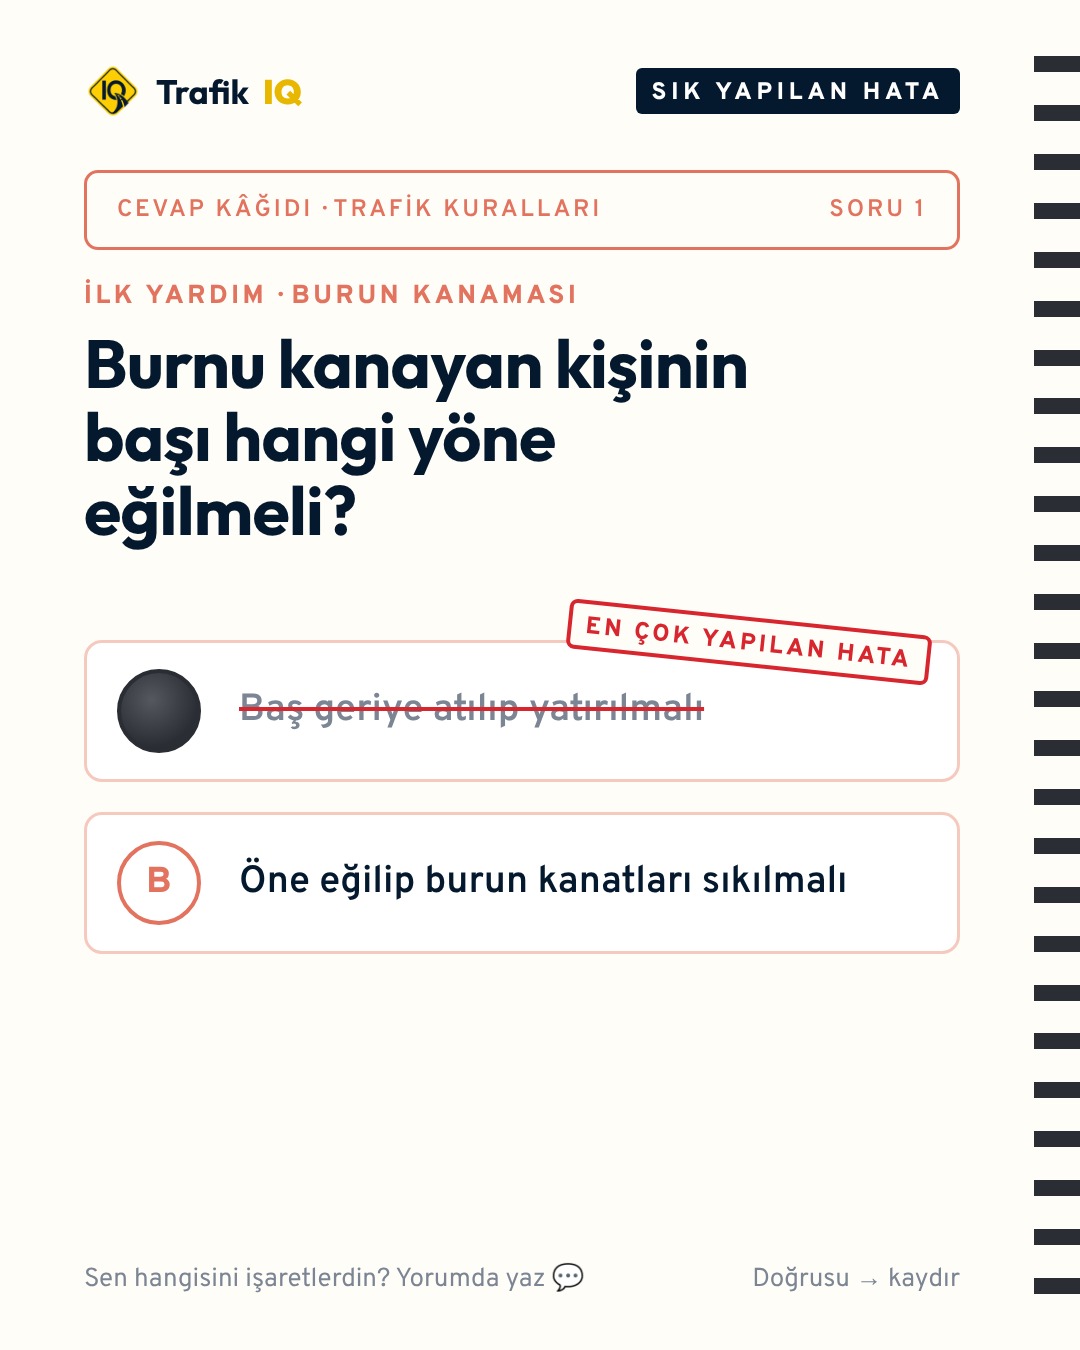 IQ
Trafik IQ
SIK YAPILAN HATA
CEVAP KÂĞIDI · TRAFİK KURALLARI
SORU 1
İLK YARDIM · BURUN KANAMASI
Burnu kanayan kişinin
başı hangi yöne
eğilmeli?
EN ÇOK YAPILAN HATA
Baş geriye atılıp yatırılmalı
B
Öne eğilip burun kanatları sıkılmalı
Sen hangisini işaretlerdin? Yorumda yaz 💬
Doğrusu → kaydır